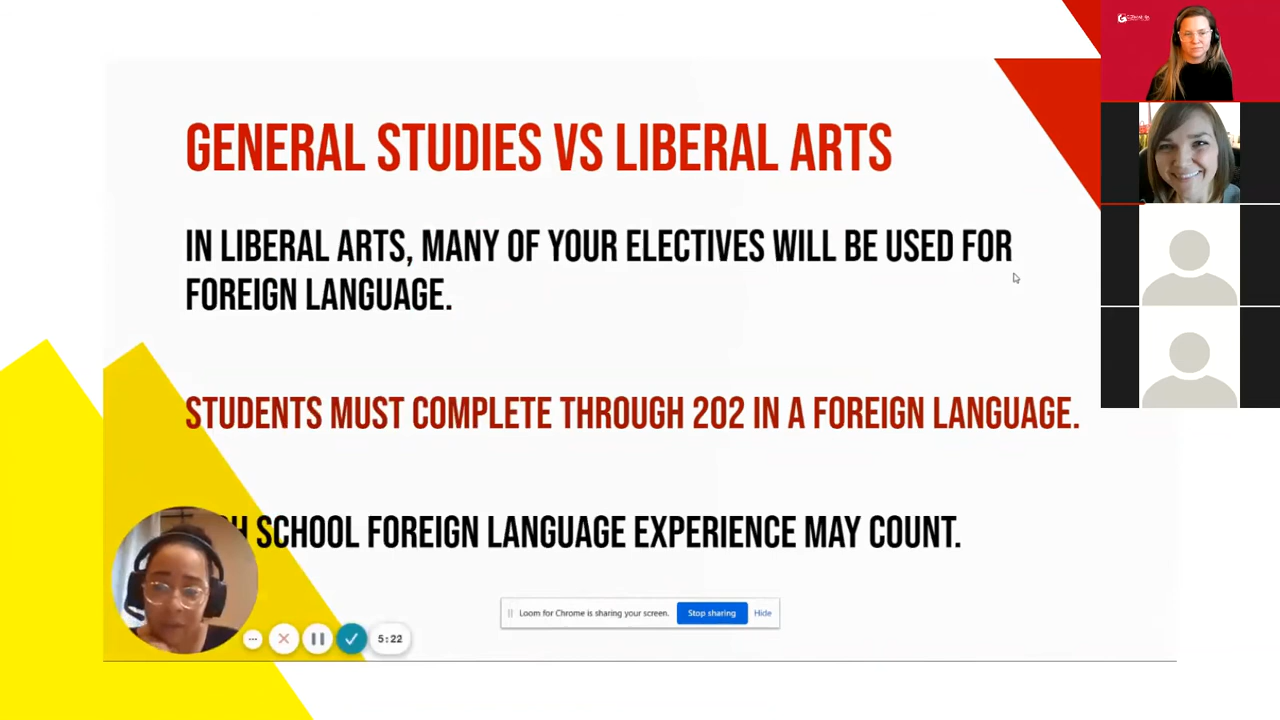 GENERAL STUDIES VS LIBERAL ARTS
IN LIBERAL ARTS, MANY OF YOUR ELECTIVES WILL BE USED FOR
FOREIGN LANGUAGE.
STUDENTS MUST COMPLETE THROUGH 202 IN A FOREIGN LANGUAGE.
SCHOOL FOREIGN LANGUAGE EXPERIENCE MAY COUNT.
Loom for Chrome is sharing your screen.
Stop sharing
Hide
5:22